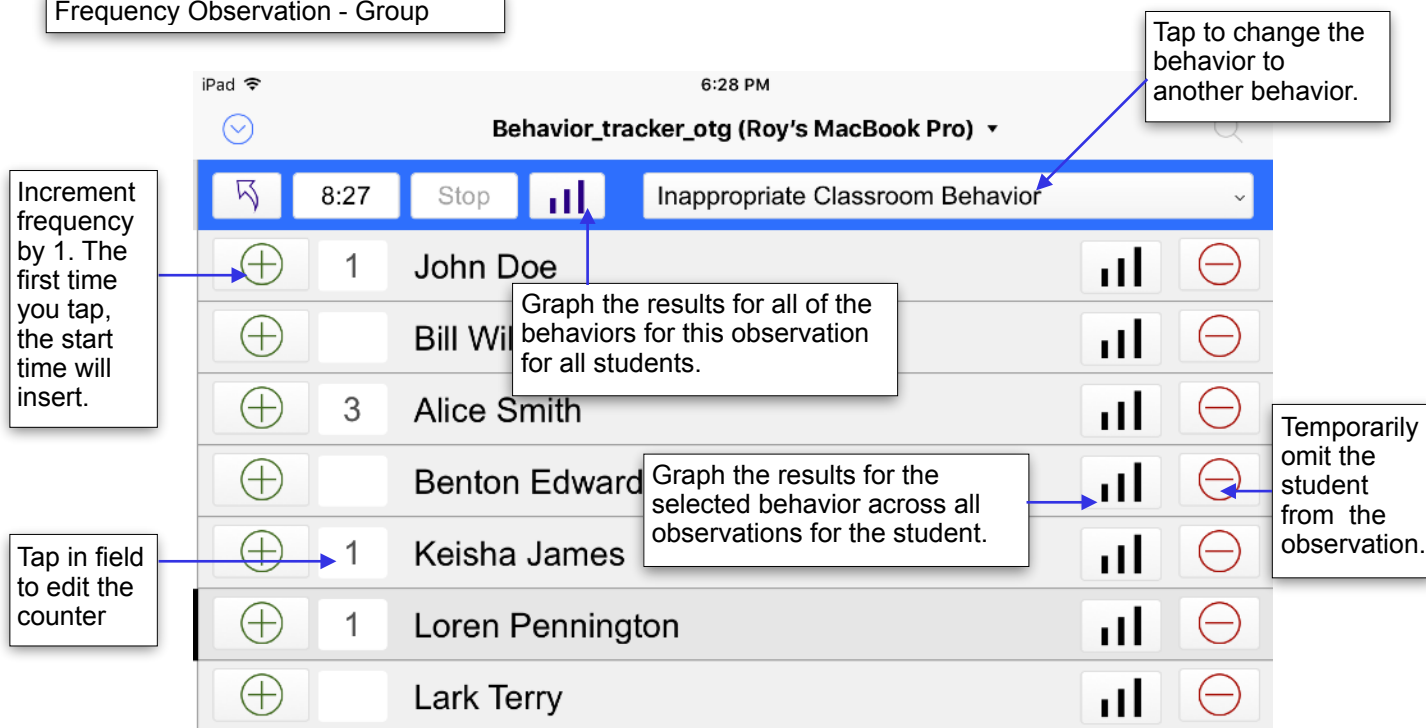 Frequency Observation - Group
Tap to change the
behavior to
another behavior.
iPad
6:28 PM
Behavior_tracker_otg (Roy's MacBook Pro)
8:27
Stop
Inappropriate Classroom Behavior
Increment
frequency
by 1. The
first time
you tap,
the start
time will
insert.
1 John Doe
Graph the results for all of the
behaviors for this observation
for all students.
Bill Wil
3 Alice Smith
Benton Edward
Graph the results for the
selected behavior across all
observations for the student.
Temporarily
omit the
student
from the
observation.
Tap in field
to edit the
counter
1 Keisha James
1 Loren Pennington
Lark Terry